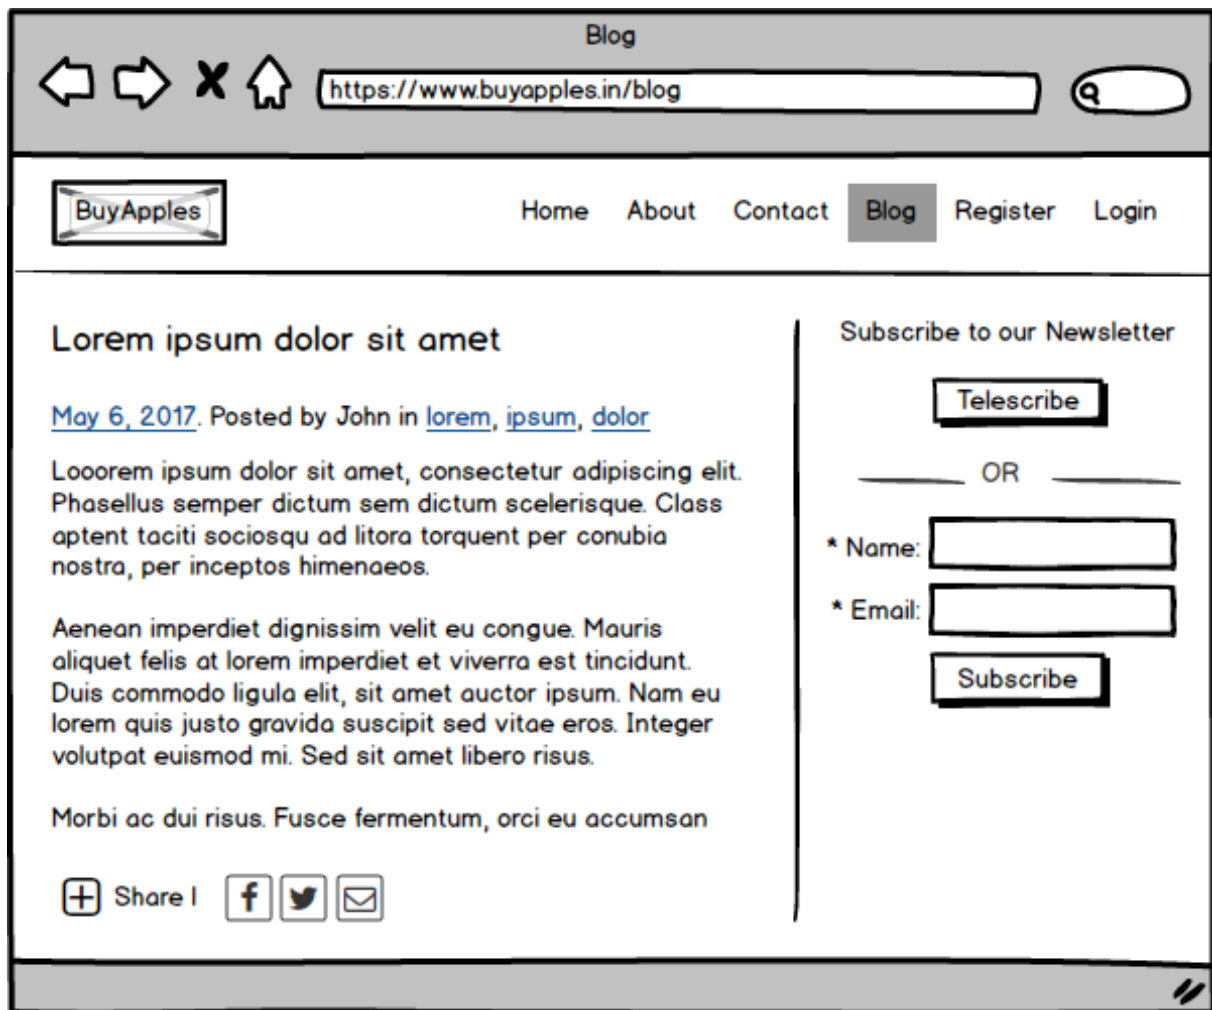 Blog
https://www.buyapples.in/blog
BuyApples
Home About Contact Blog Register Login
Lorem ipsum dolor sit amet
May 6, 2017. Posted by John in lorem, ipsum, dolor
Looorem ipsum dolor sit amet, consectetur adipiscing elit.
Phasellus semper dictum sem dictum scelerisque. Class
aptent taciti sociosqu ad litora torquent per conubia
nostra, per inceptos himenaeos.
Aenean imperdiet dignissim velit eu congue. Mauris
aliquet felis at lorem imperdiet et viverra est tincidunt.
Duis commodo ligula elit, sit amet auctor ipsum. Nam eu
lorem quis justo gravida suscipit sed vitae eros. Integer
volutpat euismod mi. Sed sit amet libero risus.
Morbi ac dui risus. Fusce fermentum, orci eu accumsan
Share |
Subscribe to our Newsletter
Telescribe
OR
* Name:
* Email:
Subscribe